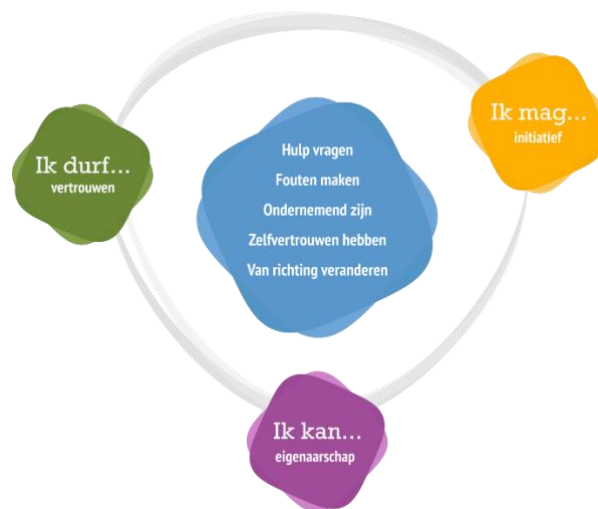 Ik durf...
vertrouwen
Ik mag...
initiatief
Hulp vragen
Fouten maken
Ondernemend zijn
Zelfvertrouwen hebben
Van richting veranderen
Ik kan...
eigenaarschap